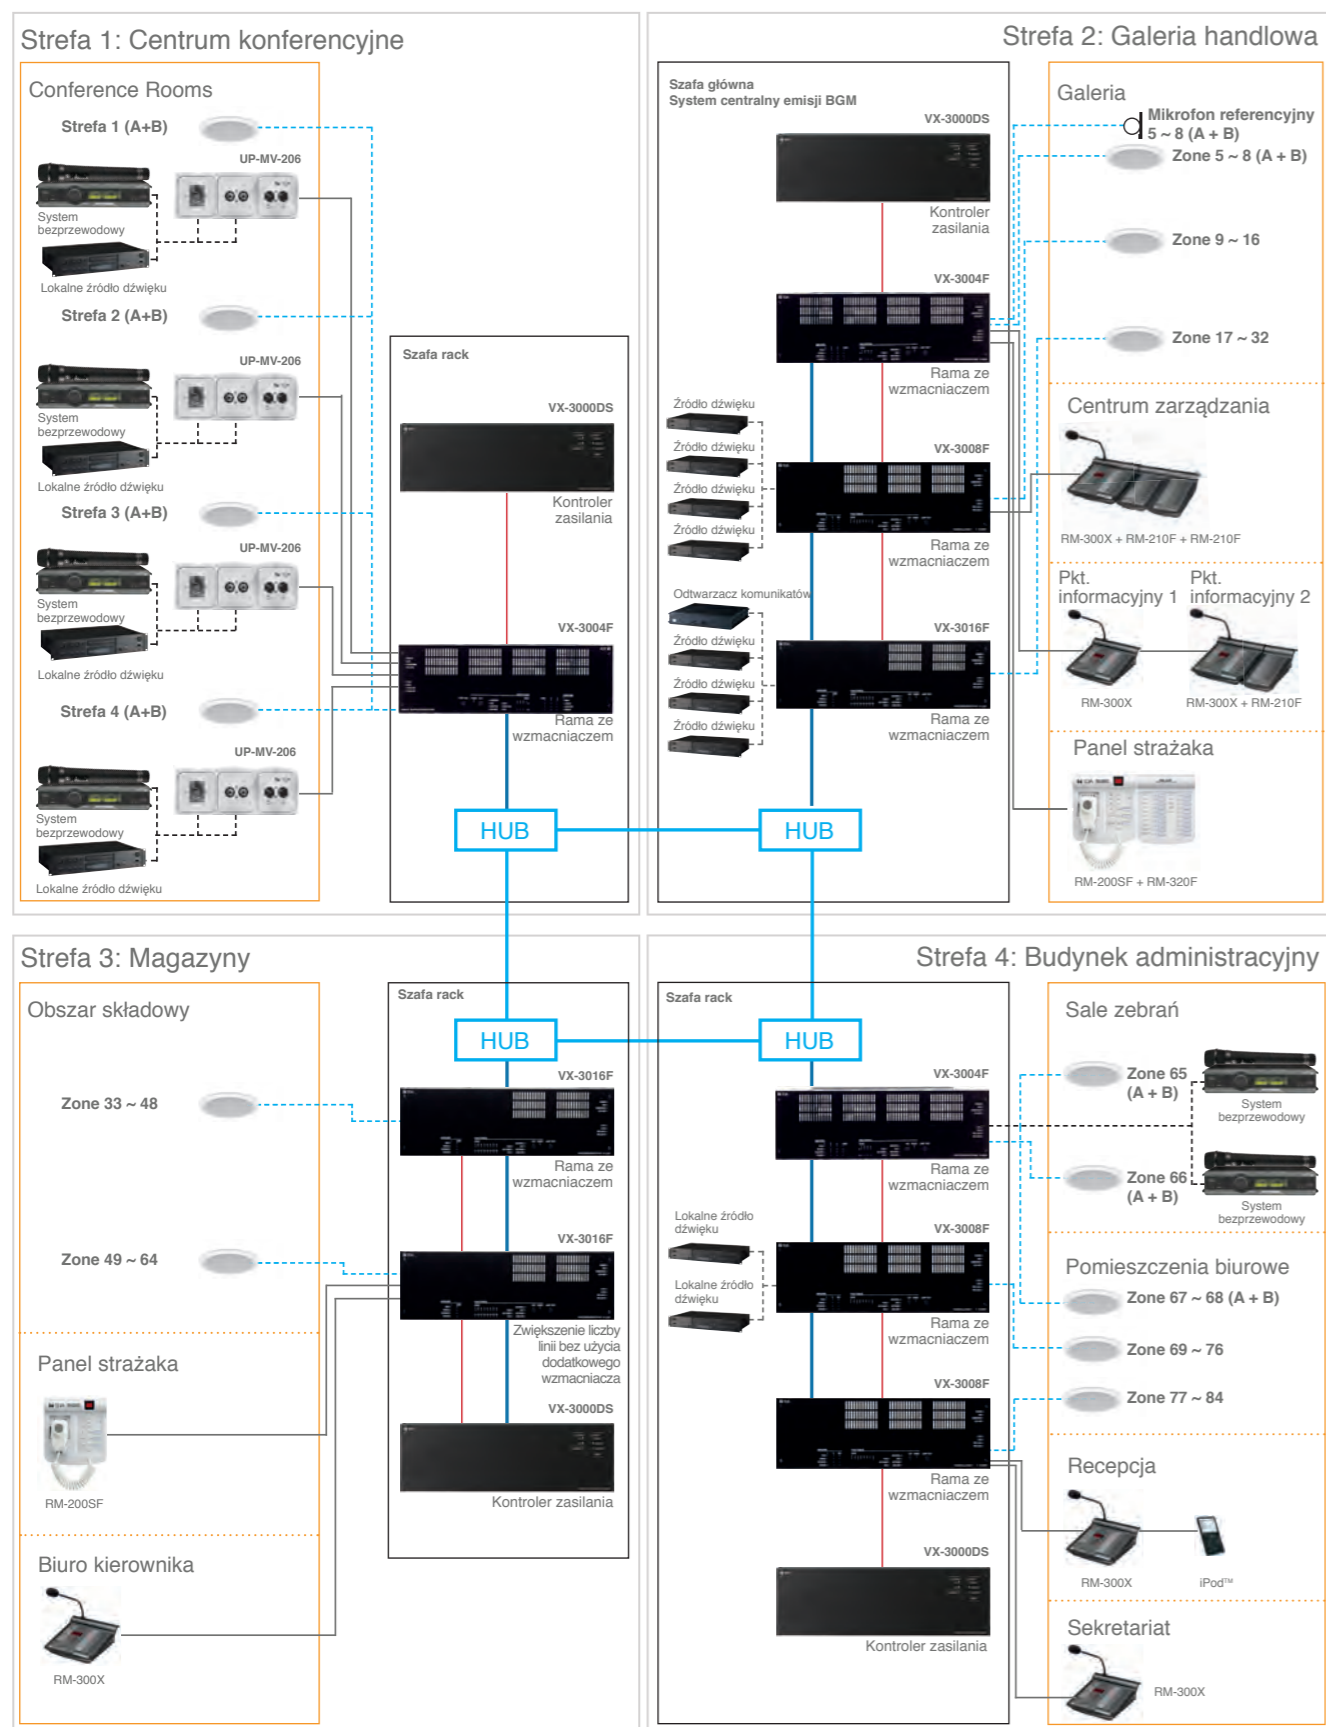 Strefa 1: Centrum konferencyjne
Conference Rooms
Strefa 1 (A+B)
UP-MV-206
System
bezprzewodowy
Lokalne źródło dźwięku
Strefa 2 (A+B)
UP-MV-206
System
bezprzewodowy
Lokalne źródło dźwięku
Strefa 3 (A+B)
UP-MV-206
System
bezprzewodowy
Lokalne źródło dźwięku
Strefa 4 (A+B)
UP-MV-206
System
bezprzewodowy
Lokalne źródło dźwięku
Szafa rack
VX-3000DS
Kontroler
zasilania
VX-3004F
Rama ze
wzmacniaczem
HUB
Strefa 2: Galeria handlowa
Szafa główna
System centralny emisji BGM
VX-3000DS
Kontroler
zasilania
VX-3004F
Rama ze
wzmacniaczem
Źródło dźwięku
Źródło dźwięku
Źródło dźwięku
Źródło dźwięku
VX-3008F
Rama ze
wzmacniaczem
Odtwarzacz komunikatów
Źródło dźwięku
Źródło dźwięku
Źródło dźwięku
VX-3016F
Rama ze
wzmacniaczem
HUB
Galeria
Mikrofon referencyjny
5 ~ 8 (A + B)
Zone 5 ~ 8 (A + B)
Zone 9 ~ 16
Zone 17 ~ 32
Centrum zarządzania
RM-300X + RM-210F + RM-210F
Pkt.
informacyjny 1
Pkt.
informacyjny 2
RM-300X
RM-300X + RM-210F
Panel strażaka
RM-200SF + RM-320F
Strefa 3: Magazyny
Obszar składowy
Zone 33 ~ 48
Zone 49 ~ 64
Panel strażaka
RM-200SF
Biuro kierownika
RM-300X
Szafa rack
HUB
VX-3016F
Rama ze
wzmacniaczem
VX-3016F
Zwiększenie liczby
linii bez użycia
dodatkowego
wzmacniacza
VX-3000DS
Kontroler zasilania
Strefa 4: Budynek administracyjny
Szafa rack
HUB
VX-3004F
Rama ze
wzmacniaczem
Lokalne źródło
dźwięku
Lokalne źródło
dźwięku
VX-3008F
Rama ze
wzmacniaczem
VX-3008F
Rama ze
wzmacniaczem
VX-3000DS
Kontroler zasilania
Sale zebrań
Zone 65
(A + B)
System
bezprzewodowy
Zone 66
(A + B)
System
bezprzewodowy
Pomieszczenia biurowe
Zone 67 ~ 68 (A + B)
Zone 69 ~ 76
Zone 77 ~ 84
Recepcja
RM-300X
iPod™
Sekretariat
RM-300X